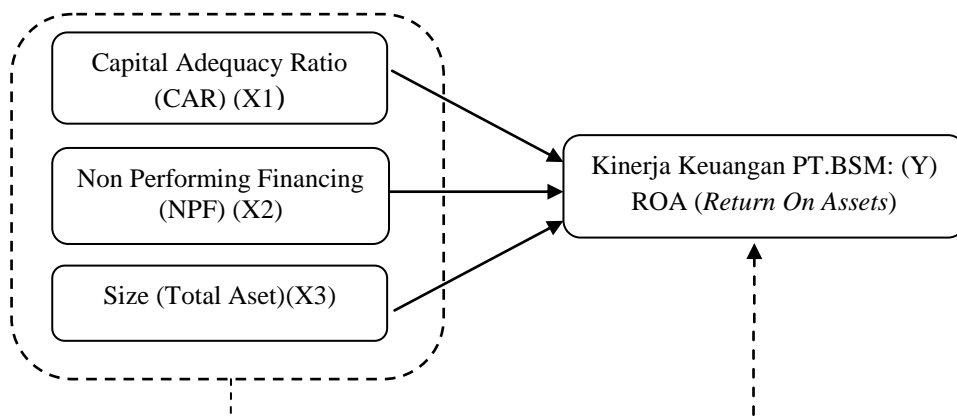 Capital Adequacy Ratio
(CAR) (X1)
Non Performing Financing
(NPF) (X2)
Size (Total Aset)(X3)
Kinerja Keuangan PT.BSM: (Y)
ROA (Return On Assets)